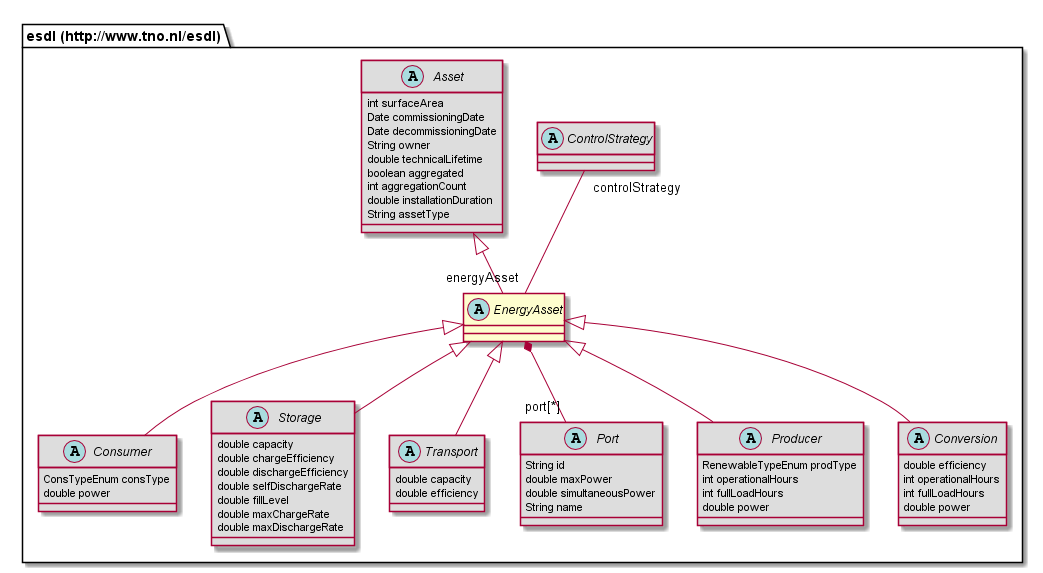 esdl (http://www.tno.nl/esdl)
A Asset
int surfaceArea
Date commissioningDate
Date decommissioningDate
String owner
double technicalLifetime
boolean aggregated
int aggregationCount
double installationDuration
String assetType
A ControlStrategy
controlStrategy
energyAsset
A EnergyAsset
port[*]
A Consumer
ConsTypeEnum consType
double power
A Storage
double capacity
double chargeEfficiency
double dischargeEfficiency
double selfDischargeRate
double fillLevel
double maxChargeRate
double maxDischargeRate
A Transport
double capacity
double efficiency
A Port
String id
double maxPower
double simultaneousPower
String name
A Producer
RenewableTypeEnum prodType
int operationalHours
int fullLoadHours
double power
A Conversion
double efficiency
int operationalHours
int fullLoadHours
double power